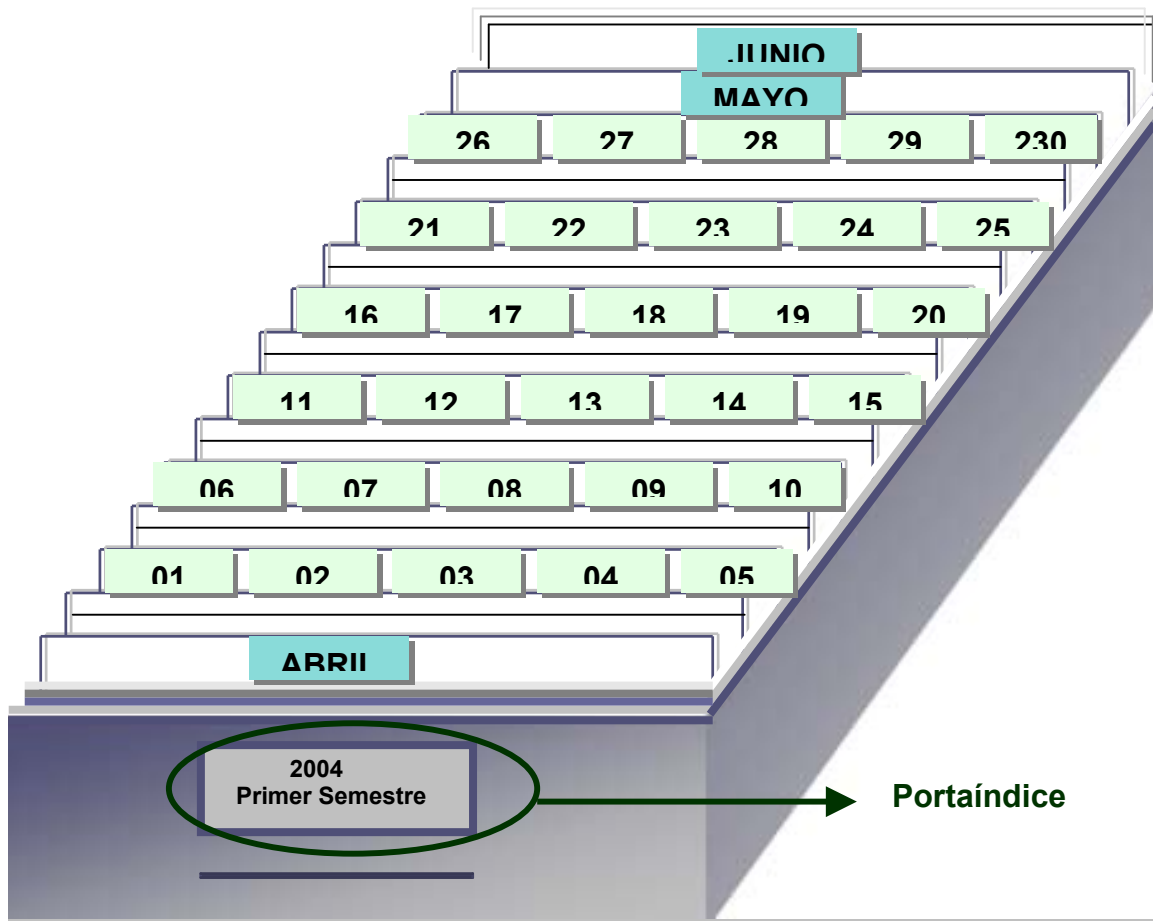 JUNIO
MAYO
26 27 28 29 230
21 22 23 24 25
16 17 18 19 20
11 12 13 14 15
06 07 08 09 10
01 02 03 04 05
ABRIL
2004
Primer Semestre
Portaíndice